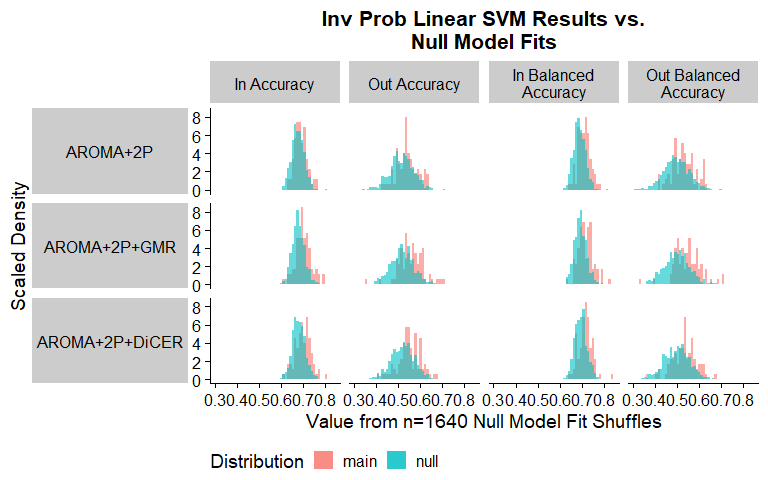 Inv Prob Linear SVM Results vs.
Null Model Fits
In Accuracy
Out Accuracy
In Balanced
Accuracy
Out Balanced
Accuracy
Scaled Density
AROMA+2P
8
6
4
2
0
AROMA+2P+GMR
8
6
4
2
0
AROMA+2P+DiCER
8
6
4
2
0
0.30.40.50.60.70.8 0.30.40.50.60.70.8 0.30.40.50.60.70.8 0.30.40.50.60.70.8
Value from n=1640 Null Model Fit Shuffles
Distribution main null